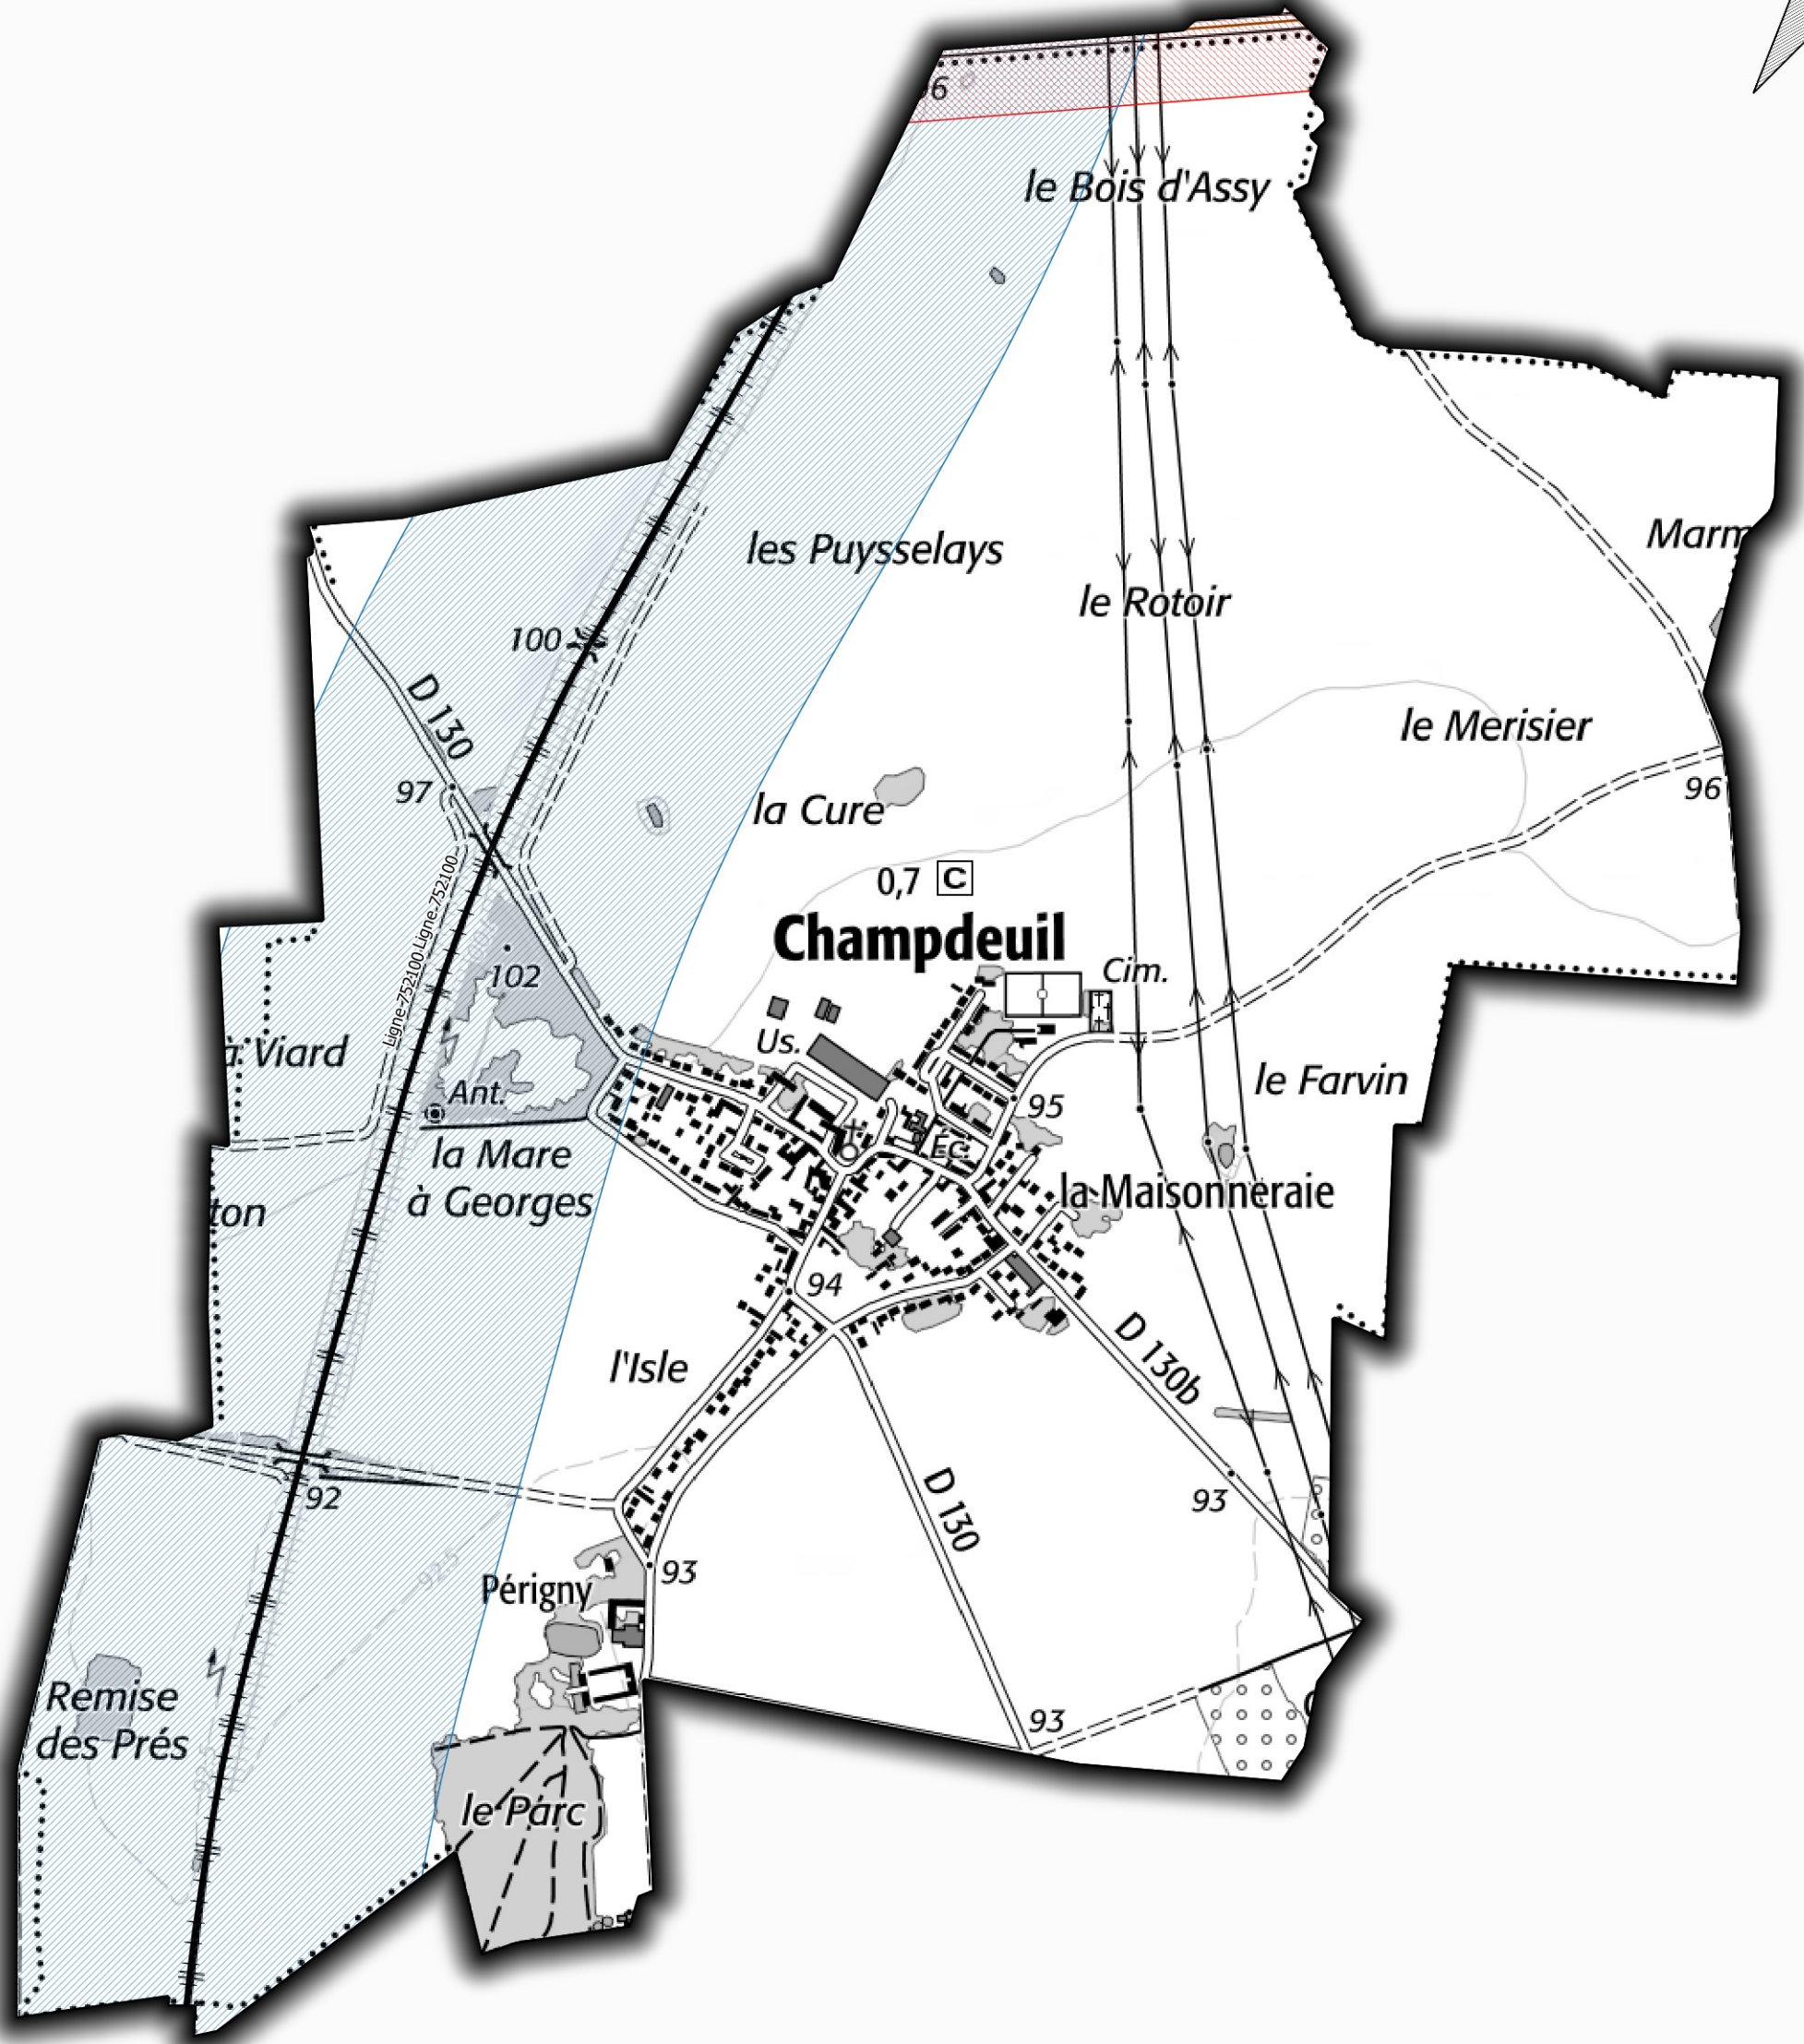 le Bois d'Assy
les Puysselays
Marm
le Rotoir
100
D 130
le Merisier
97
96
la Cure
0,7 C
Champdeuil
Ligne 752100 Ligne 752100
102
Cim.
Us.
à Viard
le Farvin
Ant.
95
Éc.
la Mare
à Georges
la Maisonneraie
ton
94
D 130b
l'Isle
92
D 130
93
92.5
93
Périgny
Remise
des Prés
93
le Parc